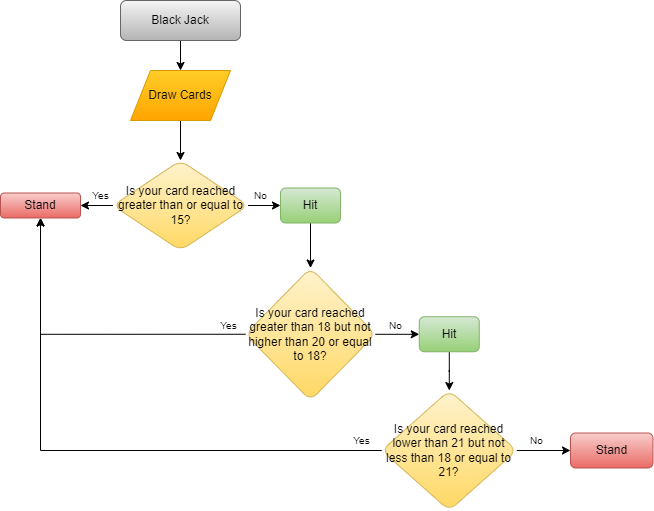 Black Jack
Draw Cards
Is your card reached
greater than or equal to
15?
Yes
No
Stand
Hit
Is your card reached
greater than 18 but not
higher than 20 or equal
to 18?
Yes
No
Hit
Is your card reached
lower than 21 but not
less than 18 or equal to
21?
Yes
No
Stand